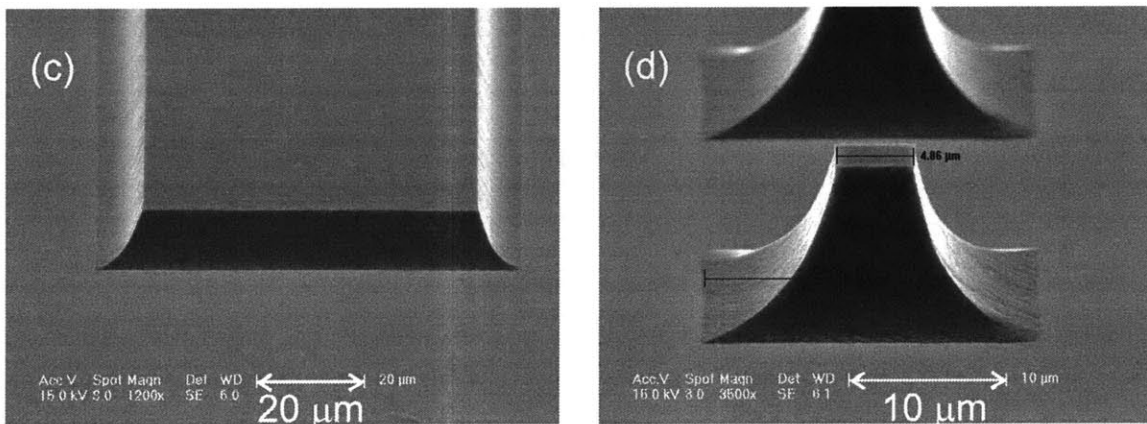 (c)
Acc.V Spot Magn Det WD 20 µm
15.0 kV 3.0 1200x SE 6.0
20 µm
(d)
4.86 µm
Acc.V Spot Magn Det WD 10 µm
15.0 kV 3.0 3500x SE 6.1
10 µm